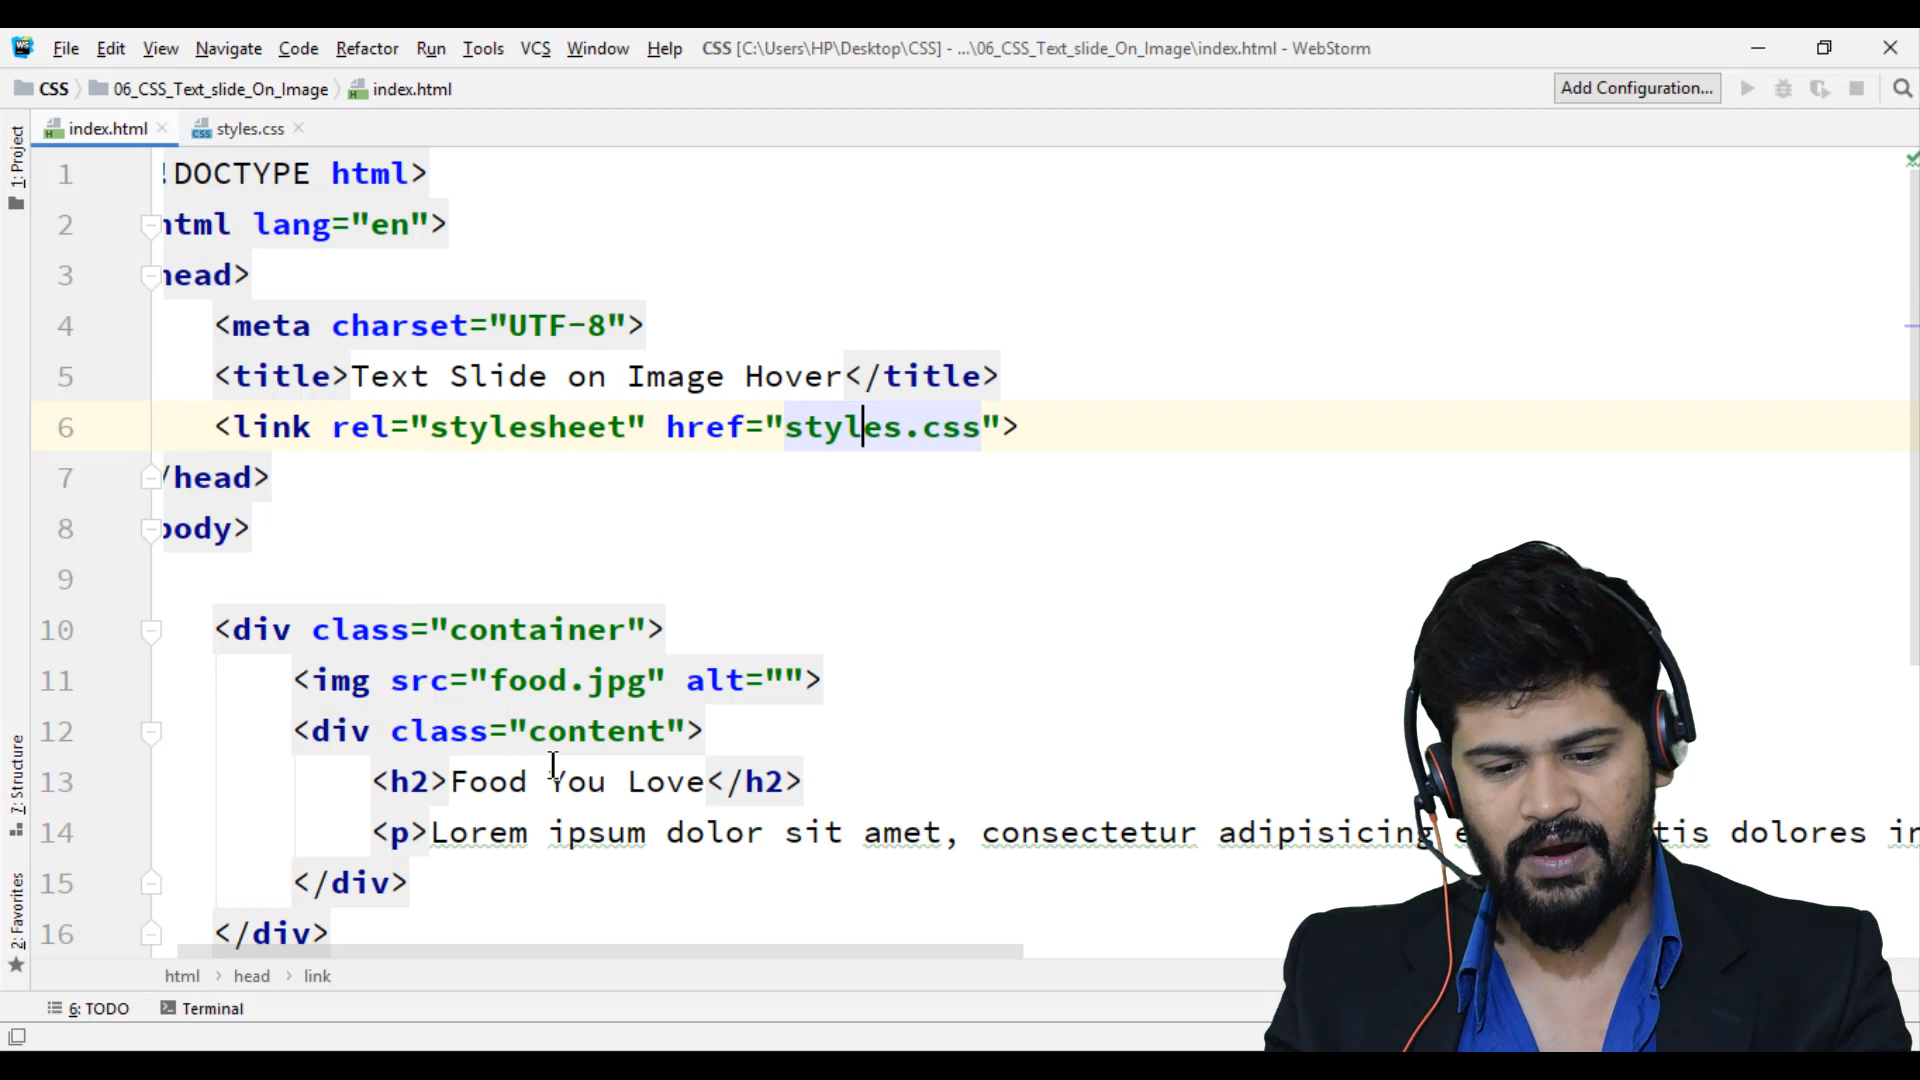 File Edit View Navigate Code Refactor Run Tools VCS Window Help CSS [C:\Users\HP\Desktop\CSS] - ...\06_CSS_Text_slide_On_Image\index.html - WebStorm
CSS 06_CSS_Text_slide_On_Image index.html Add Configuration...
index.html styles.css
1: Project
7: Structure
2: Favorites
1 !DOCTYPE html>
2 html lang="en">
3 head>
4 <meta charset="UTF-8">
5 <title>Text Slide on Image Hover</title>
6 <link rel="stylesheet" href="styles.css">
7 /head>
8 body>
9
10 <div class="container">
11 <img src="food.jpg" alt="">
12 <div class="content">
13 <h2>Food You Love</h2>
14 <p>Lorem ipsum dolor sit amet, consectetur adipisicing tis dolores
15 </div>
16 </div>
html head link
6: TODO Terminal